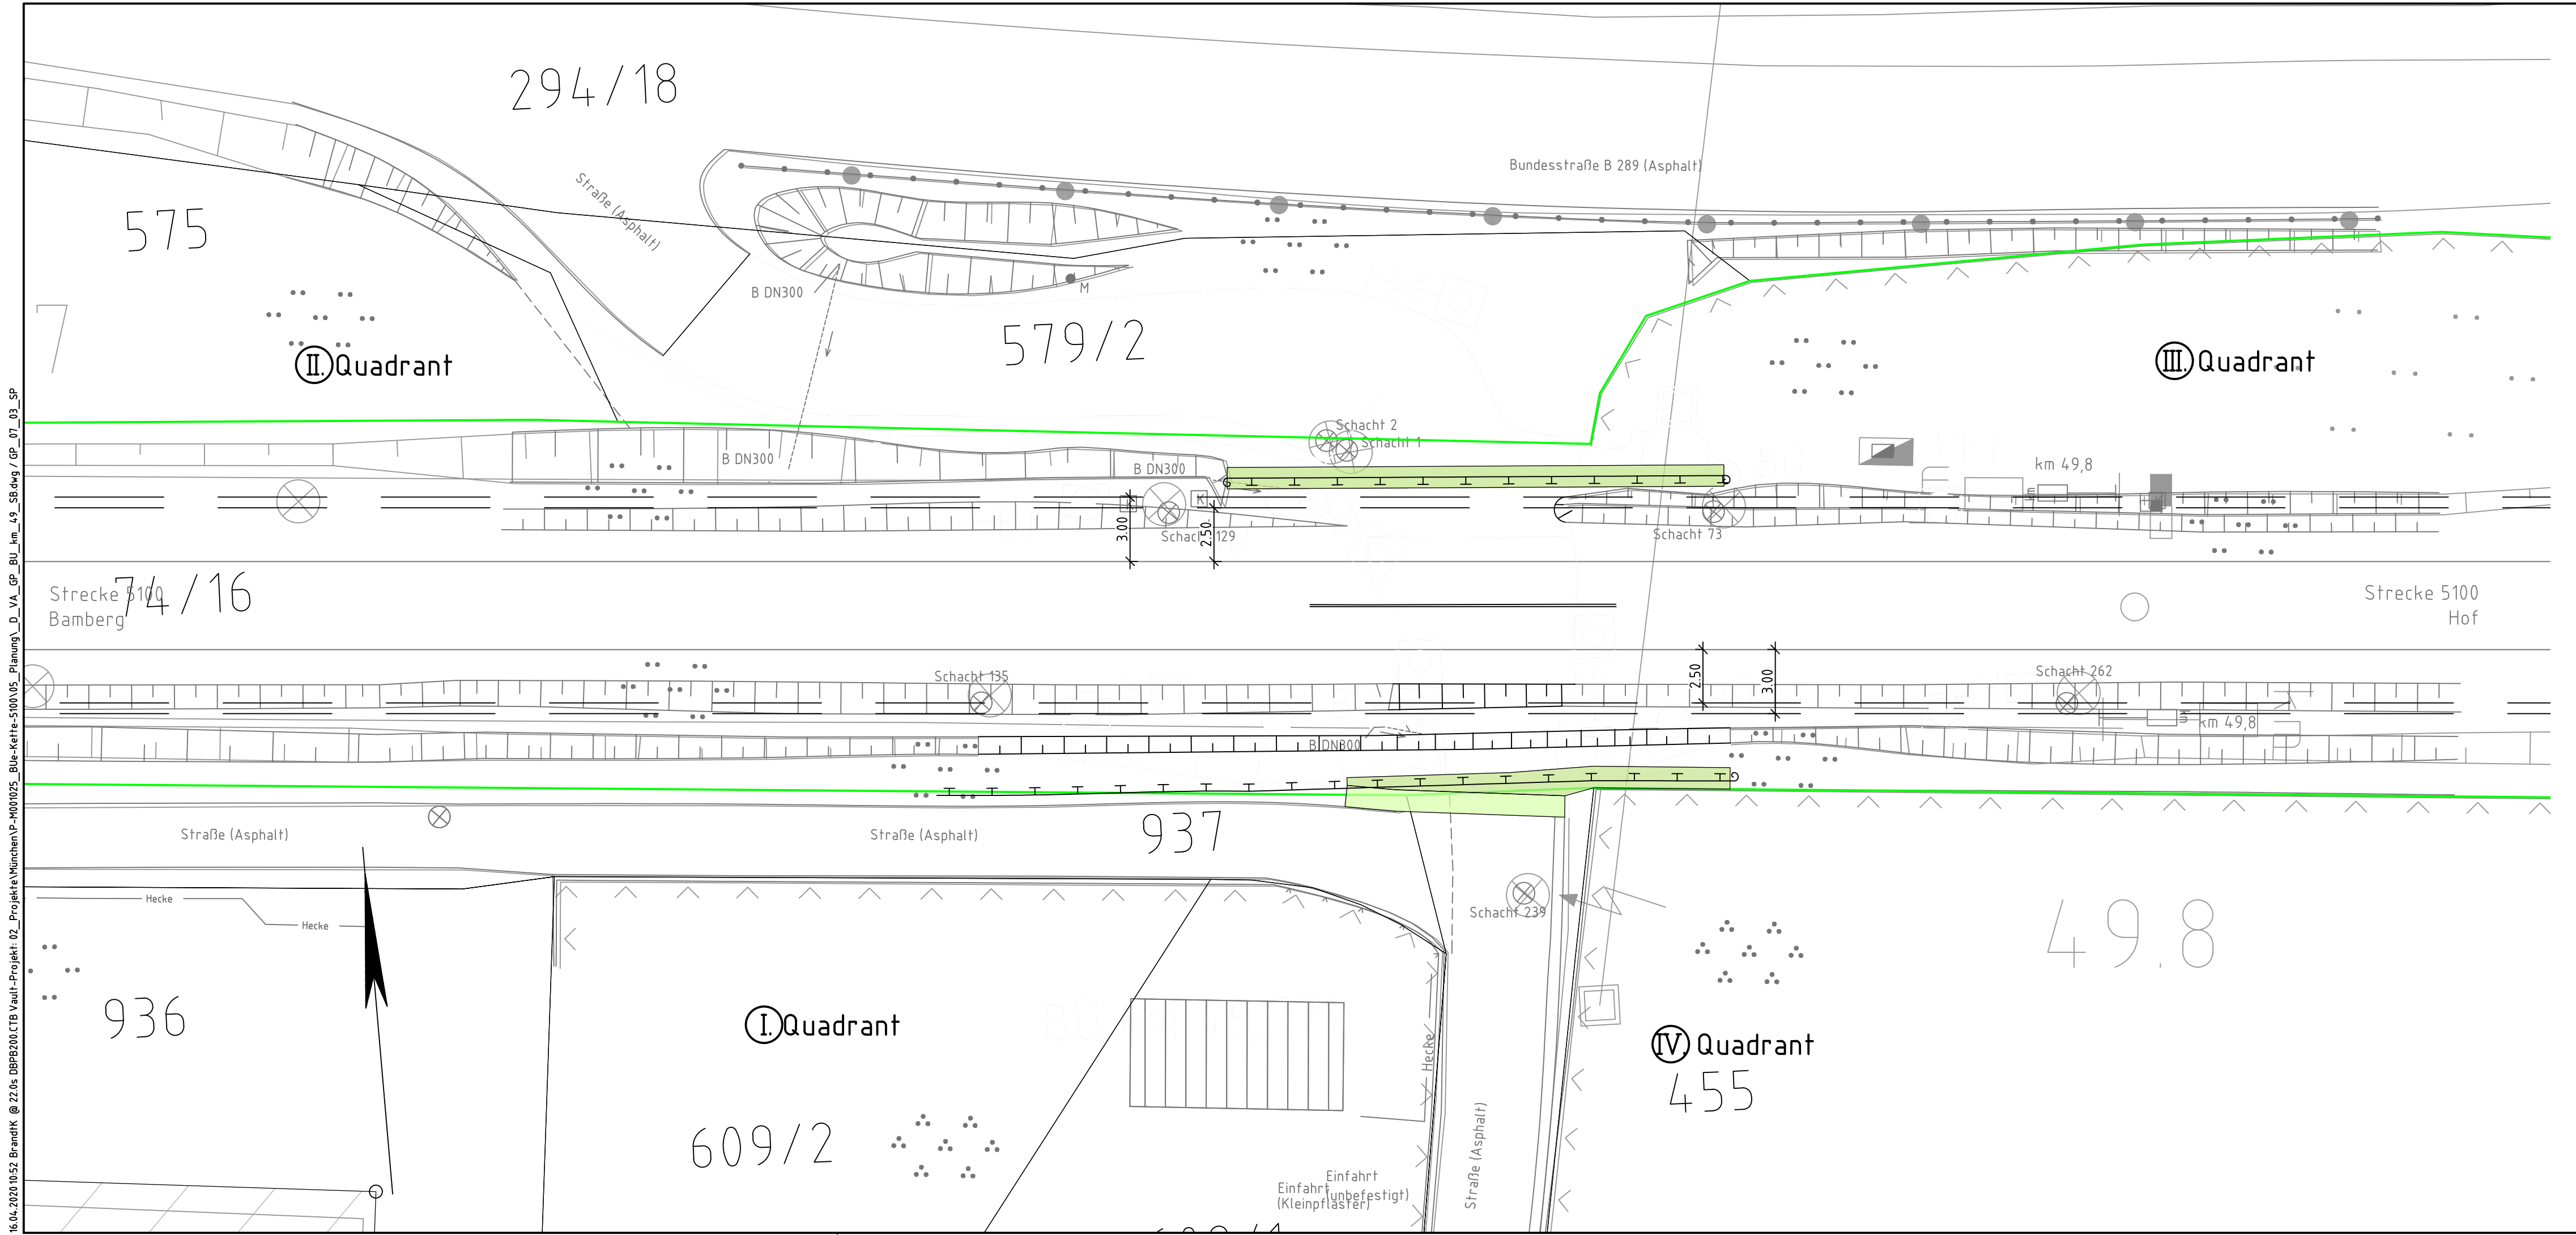 294/18
Bundesstraße B 289 (Asphalt)
575
Straße (Asphalt)
B DN300
M
579/2
7
II. Quadrant
III. Quadrant
Schacht 2
Schacht 1
B DN300
B DN300
km 49,8
K
K
Schacht 129
Schacht 73
3.00
2.50
74/16
Strecke 5100
Bamberg
Strecke 5100
Hof
2.50
3.00
Schacht 135
Schacht 262
km 49,8
B DN300
Straße (Asphalt)
Straße (Asphalt)
937
Hecke
Hecke
Schacht 239
49.8
936
I. Quadrant
IV. Quadrant
455
Hecke
609/2
Straße (Asphalt)
Einfahrt
(unbefestigt)
Einfahrt
(Kleinpflaster)
16.04.2020 10:52 BrandtK @ 22.0s DBPB200.CTB Vault-Projekt: 02_Projekte\München\P-M001025_BUe-Kette-5100\05_Planung\_D_VA_GP_BU_km_49_SB.dwg / GP_07_03_SP